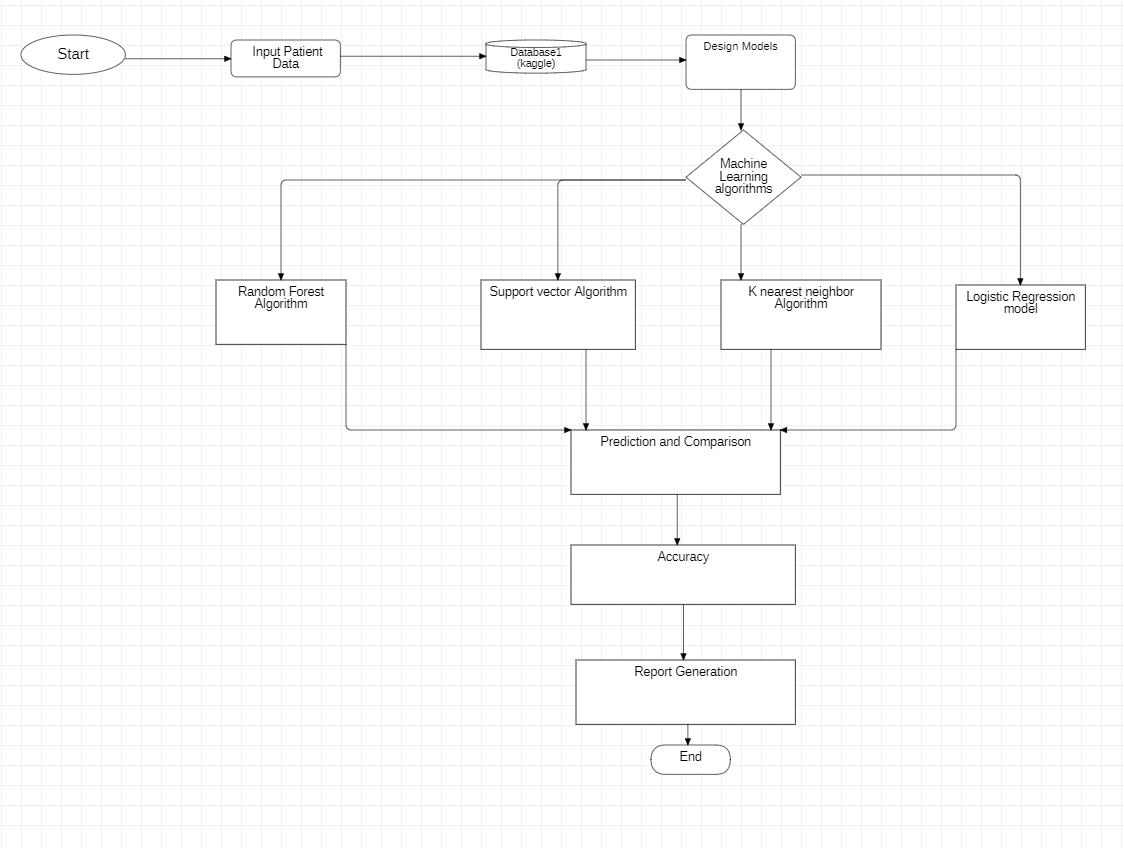 Start
Input Patient
Data
Database1
(kaggle)
Design Models
Machine
Learning
algorithms
Random Forest
Algorithm
Support vector Algorithm
K nearest neighbor
Algorithm
Logistic Regression
model
Prediction and Comparison
Accuracy
Report Generation
End